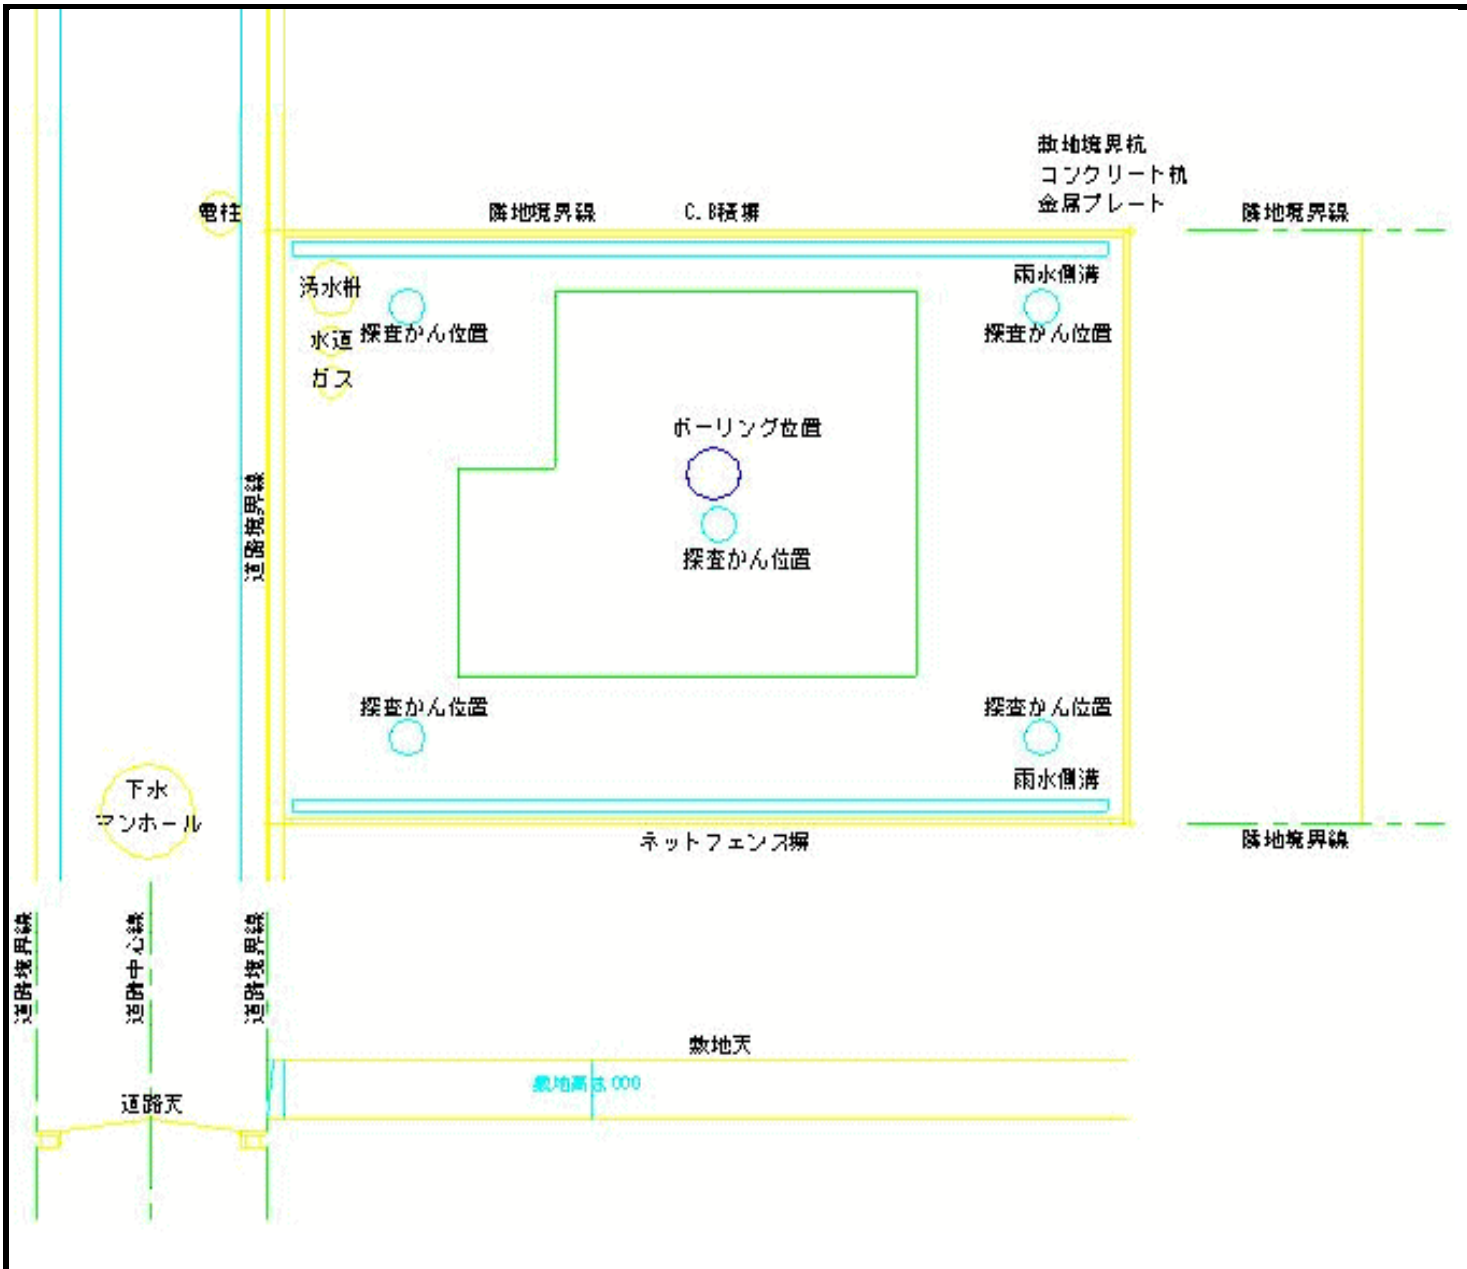 敷地境界杭
コンクリート杭
金属プレート
電柱
隣地境界線
C.B積塀
隣地境界線
雨水側溝
汚水桝
水道
ガス
探査かん位置
探査かん位置
ボーリング位置
探査かん位置
道路境界線
探査かん位置
探査かん位置
雨水側溝
下水
マンホール
ネットフェンス塀
隣地境界線
道路境界線
道路中心線
道路境界線
敷地天
道路天